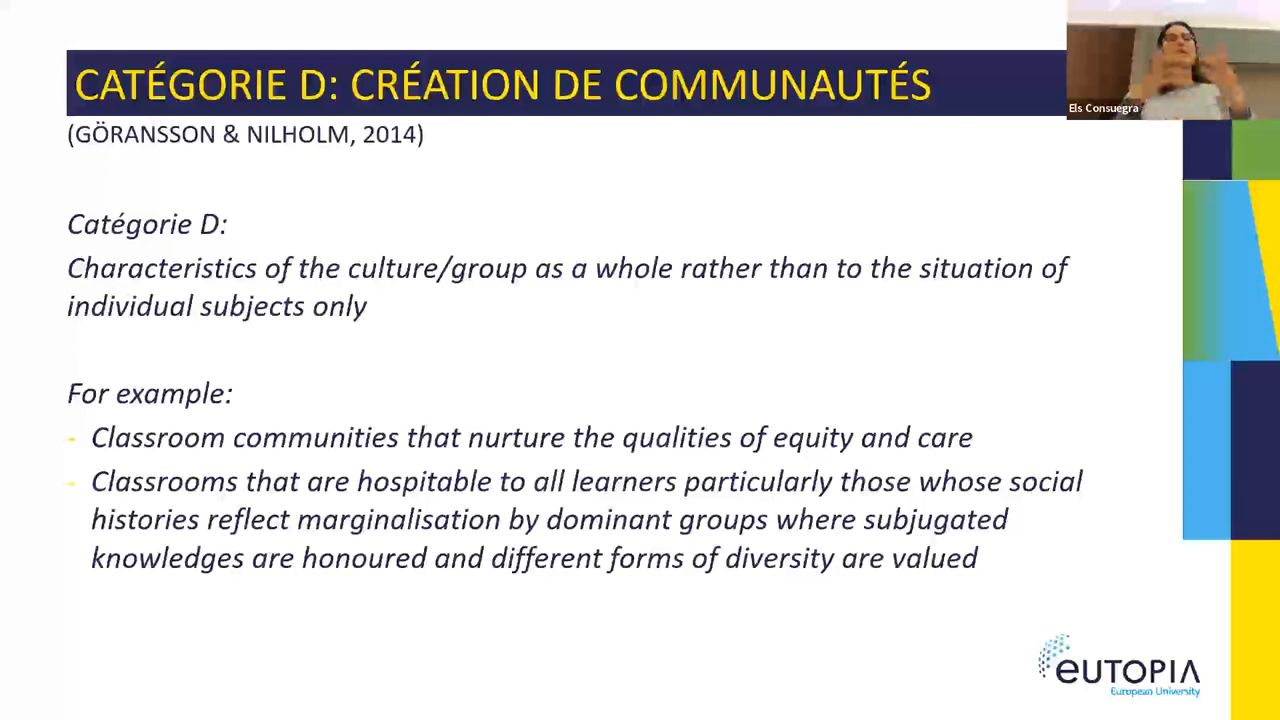 CATÉGORIE D: CRÉATION DE COMMUNAUTÉS
Els Consuegra
(GÖRANSSON & NILHOLM, 2014)
Catégorie D:
Characteristics of the culture/group as a whole rather than to the situation of
individual subjects only
For example:
- Classroom communities that nurture the qualities of equity and care
- Classrooms that are hospitable to all learners particularly those whose social
histories reflect marginalisation by dominant groups where subjugated
knowledges are honoured and different forms of diversity are valued
EUTOPIA
European University